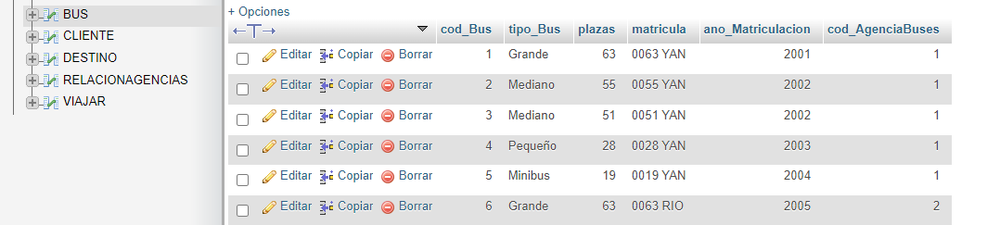 BUS
CLIENTE
DESTINO
RELACIONAGENCIAS
VIAJAR
+ Opciones
←T→ cod_Bus tipo_Bus plazas matricula ano_Matriculacion cod_AgenciaBuses
Editar Copiar Borrar 1 Grande 63 0063 YAN 2001 1
Editar Copiar Borrar 2 Mediano 55 0055 YAN 2002 1
Editar Copiar Borrar 3 Mediano 51 0051 YAN 2002 1
Editar Copiar Borrar 4 Pequeño 28 0028 YAN 2003 1
Editar Copiar Borrar 5 Minibus 19 0019 YAN 2004 1
Editar Copiar Borrar 6 Grande 63 0063 RIO 2005 2